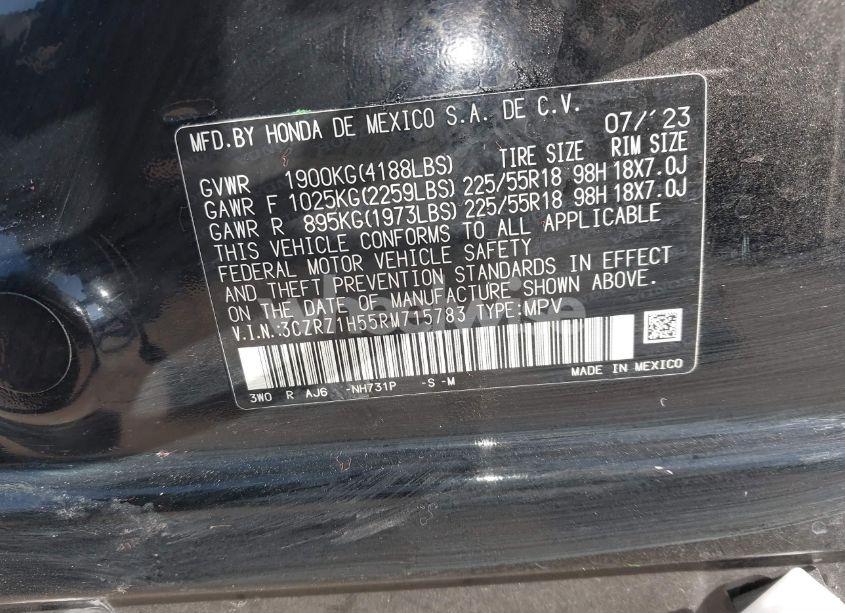 MFD.BY HONDA DE MEXICO S.A. DE C.V. 07/'23
GVWR 1900KG(4188LBS) TIRE SIZE RIM SIZE
GAWR F 1025KG(2259LBS) 225/55R18 98H 18X7.0J
GAWR R 895KG(1973LBS) 225/55R18 98H 18X7.0J
THIS VEHICLE CONFORMS TO ALL APPLICABLE
FEDERAL MOTOR VEHICLE SAFETY
AND THEFT PREVENTION STANDARDS IN EFFECT
ON THE DATE OF MANUFACTURE SHOWN ABOVE.
V.I.N.:3CZRZ1H55RM715783 TYPE:MPV
MADE IN MEXICO
3W0 R AJ6 -NH731P -S -M